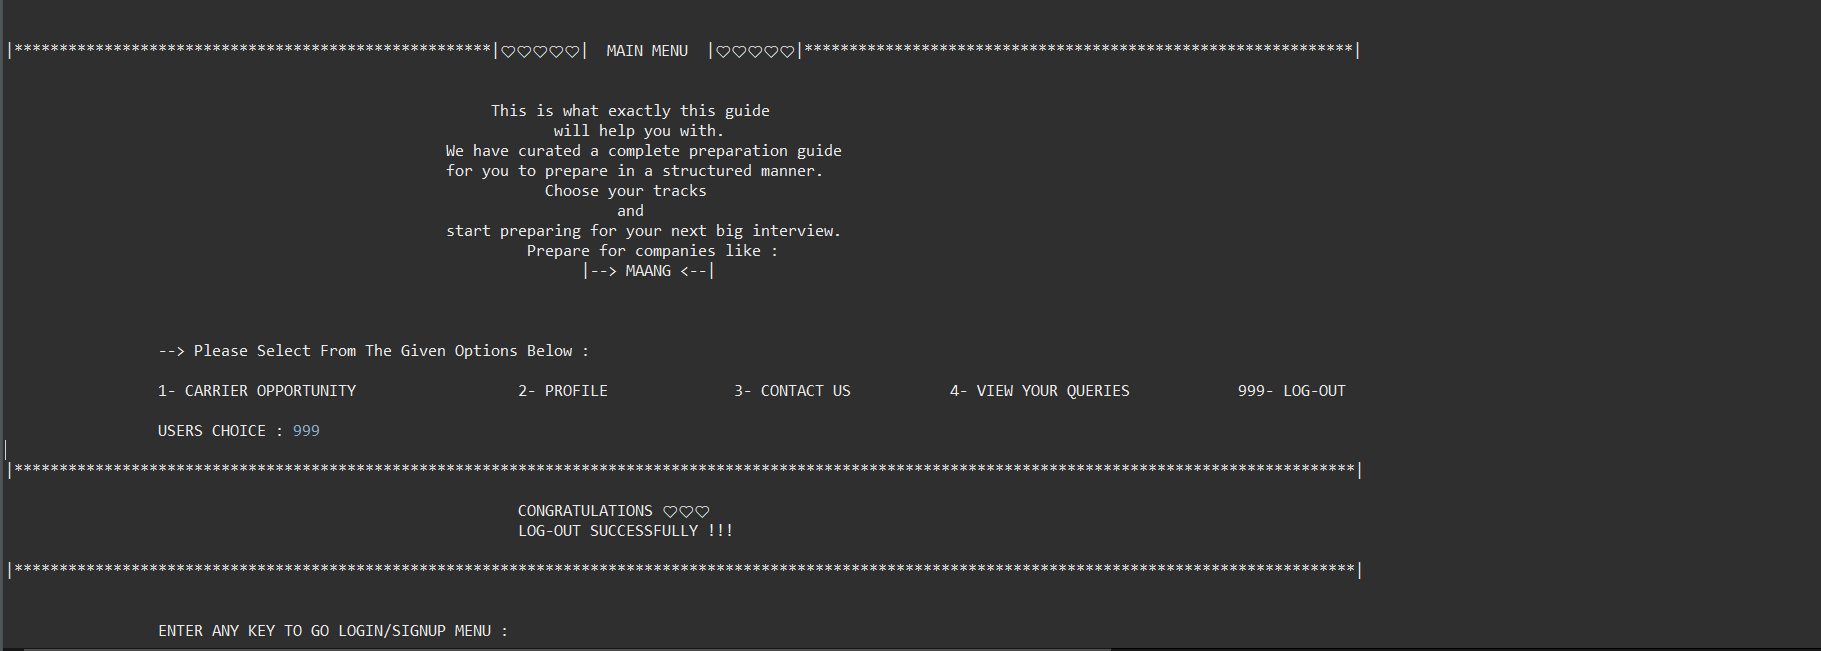 |*****************************************************|♡♡♡♡♡|  MAIN MENU  |♡♡♡♡♡|*************************************************************|
This is what exactly this guide
will help you with.
We have curated a complete preparation guide
for you to prepare in a structured manner.
Choose your tracks
and
start preparing for your next big interview.
Prepare for companies like :
|--> MAANG <--|
--> Please Select From The Given Options Below :
1- CARRIER OPPORTUNITY 2- PROFILE 3- CONTACT US 4- VIEW YOUR QUERIES 999- LOG-OUT
USERS CHOICE : 999
|*****************************************************************************************************************************************************|
CONGRATULATIONS ♡♡♡
LOG-OUT SUCCESSFULLY !!!
|*****************************************************************************************************************************************************|
ENTER ANY KEY TO GO LOGIN/SIGNUP MENU :